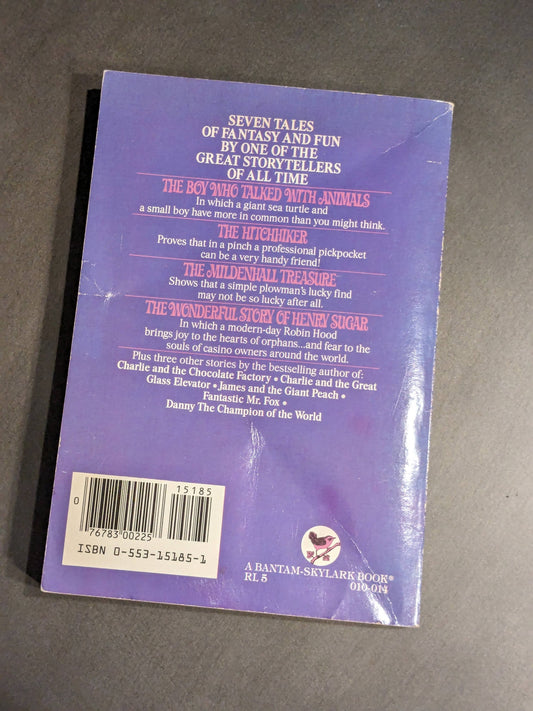 SEVEN TALES
OF FANTASY AND FUN
BY ONE OF THE
GREAT STORYTELLERS
OF ALL TIME
THE BOY WHO TALKED WITH ANIMALS
In which a giant sea turtle and
a small boy have more in common than you might think.
THE HITCHHIKER
Proves that in a pinch a professional pickpocket
can be a very handy friend!
THE MILDENHALL TREASURE
Shows that a simple plowman's lucky find
may not be so lucky after all.
THE WONDERFUL STORY OF HENRY SUGAR
In which a modern-day Robin Hood
brings joy to the hearts of orphans...and fear to the
souls of casino owners around the world.
Plus three other stories by the bestselling author of:
Charlie and the Chocolate Factory • Charlie and the Great
Glass Elevator • James and the Giant Peach •
Fantastic Mr. Fox •
Danny The Champion of the World
15185
0
76783 00225
ISBN 0-553-15185-1
A BANTAM-SKYLARK BOOK®
RL 5
010-014